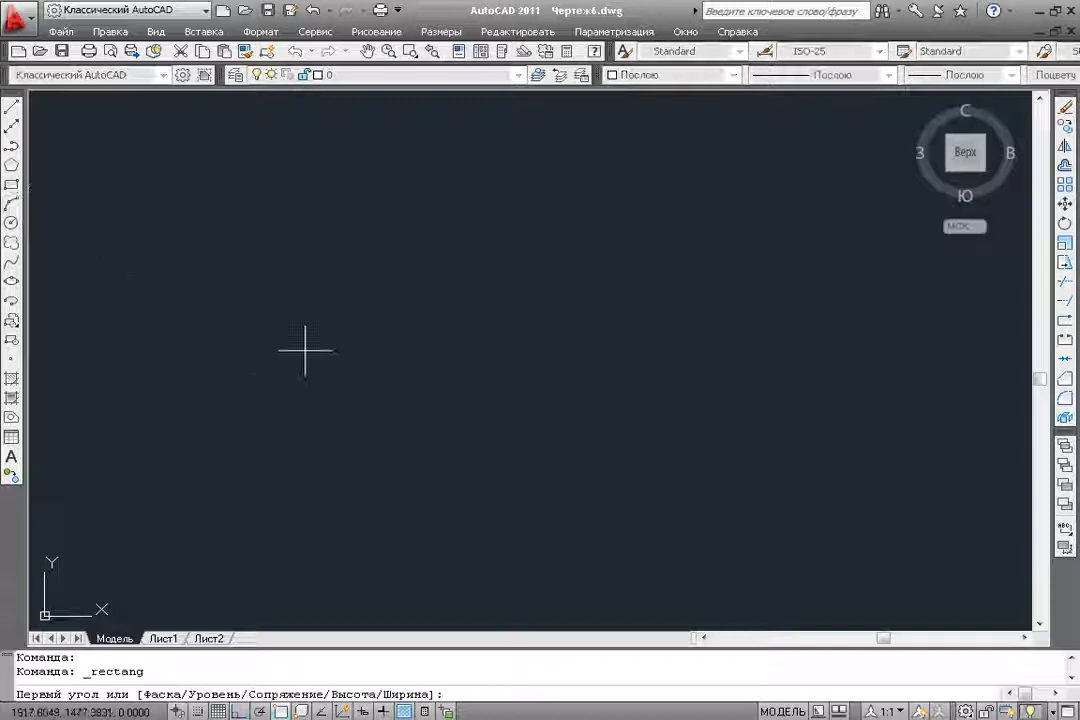 Классический AutoCAD
AutoCAD 2011 Чертеж6.dwg
Введите ключевое слово/фразу
Файл Правка Вид Вставка Формат Сервис Рисование Размеры Редактировать Параметризация Окно Справка
Standard ISO-25 Standard
Классический AutoCAD 0 Послою Послою Послою Поцвету
С
З Верх В
Ю
МСК
A
ABC
Y
X
Модель Лист1 Лист2
Команда:
Команда: _rectang
Первый угол или [Фаска/Уровень/Сопряжение/Высота/Ширина]:
МОДЕЛЬ 1:1